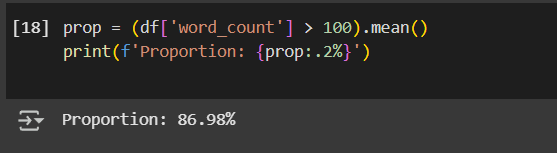 [18] prop = (df['word_count'] > 100).mean()
print(f'Proportion: {prop:.2%}')
Proportion: 86.98%